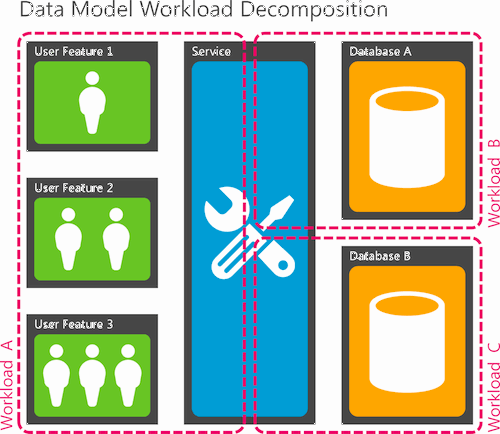 Data Model Workload Decomposition
User Feature 1
Service
Database A
Workload B
User Feature 2
Database B
User Feature 3
Workload A
Workload C